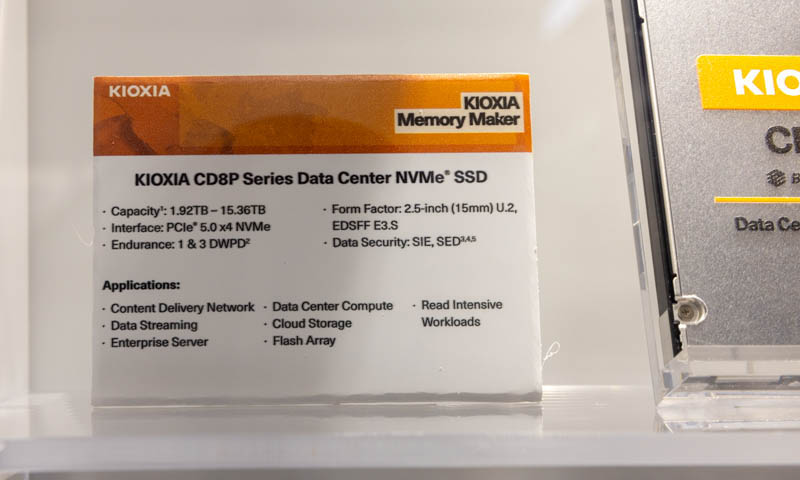 KIOXIA
KIOXIA
Memory Maker
KIOXIA CD8P Series Data Center NVMe® SSD
· Capacity¹: 1.92TB – 15.36TB
· Interface: PCIe® 5.0 x4 NVMe
· Endurance: 1 & 3 DWPD²
· Form Factor: 2.5-inch (15mm) U.2,
EDSFF E3.S
· Data Security: SIE, SED³,⁴,⁵
Applications:
· Content Delivery Network
· Data Streaming
· Enterprise Server
· Data Center Compute
· Cloud Storage
· Flash Array
· Read Intensive
Workloads
KIO
Data Ce